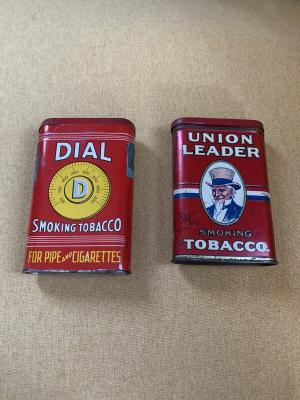 DIAL
D
SMOKING TOBACCO
FOR PIPE AND CIGARETTES
UNION
LEADER
SMOKING
TOBACCO